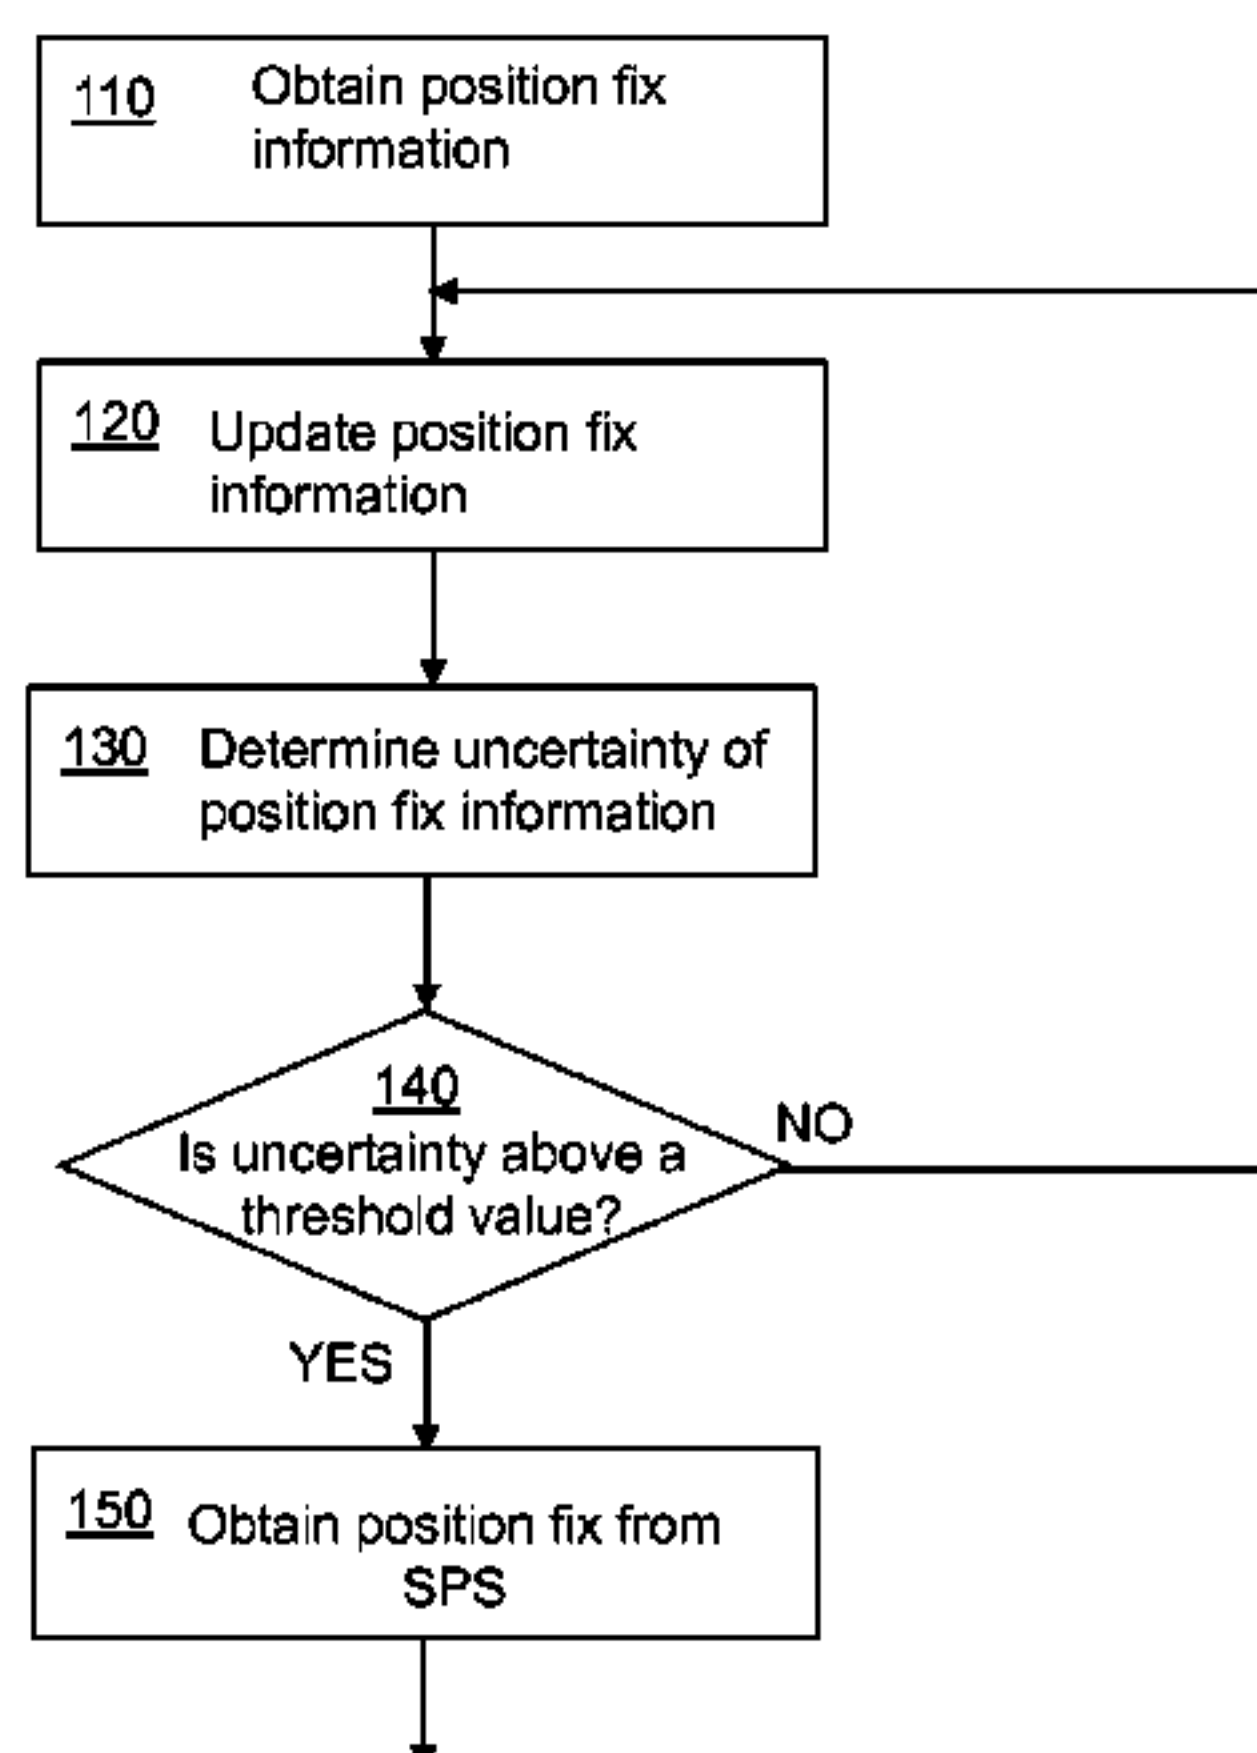 110 Obtain position fix
information
120 Update position fix
information
130 Determine uncertainty of
position fix information
140
Is uncertainty above a
threshold value?
NO
YES
150 Obtain position fix from
SPS